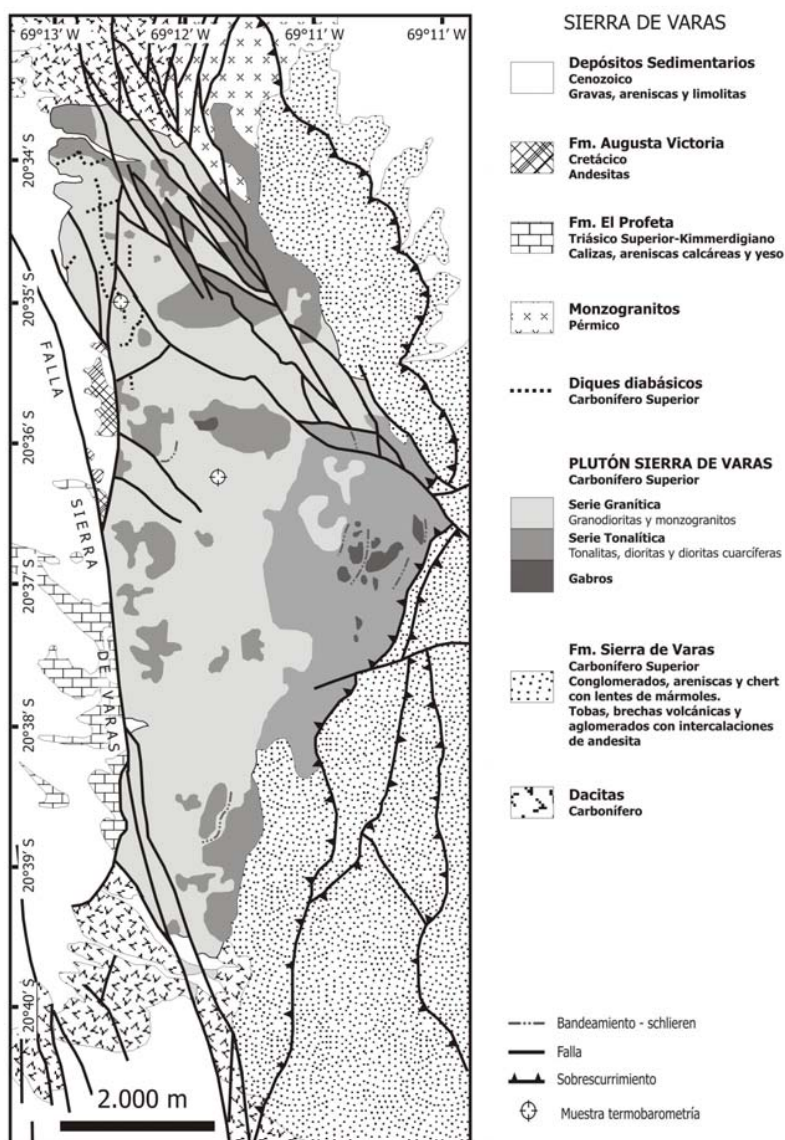 69°13' W 69°12' W 69°11' W 69°11' W
20°34' S
20°35' S
20°36' S
20°37' S
20°38' S
20°39' S
20°40' S
FALLA
SIERRA
DE VARAS
2.000 m
SIERRA DE VARAS
Depósitos Sedimentarios
Cenozoico
Gravas, areniscas y limolitas
Fm. Augusta Victoria
Cretácico
Andesitas
Fm. El Profeta
Triásico Superior-Kimmerdigiano
Calizas, areniscas calcáreas y yeso
Monzogranitos
Pérmico
Diques diabásicos
Carbonífero Superior
PLUTÓN SIERRA DE VARAS
Carbonífero Superior
Serie Granítica
Granodioritas y monzogranitos
Serie Tonalítica
Tonalitas, dioritas y dioritas cuarcíferas
Gabros
Fm. Sierra de Varas
Carbonífero Superior
Conglomerados, areniscas y chert
con lentes de mármoles.
Tobas, brechas volcánicas y
aglomerados con intercalaciones
de andesita
Dacitas
Carbonífero
Bandeamiento - schlieren
Falla
Sobrescurrimiento
Muestra termobarometría